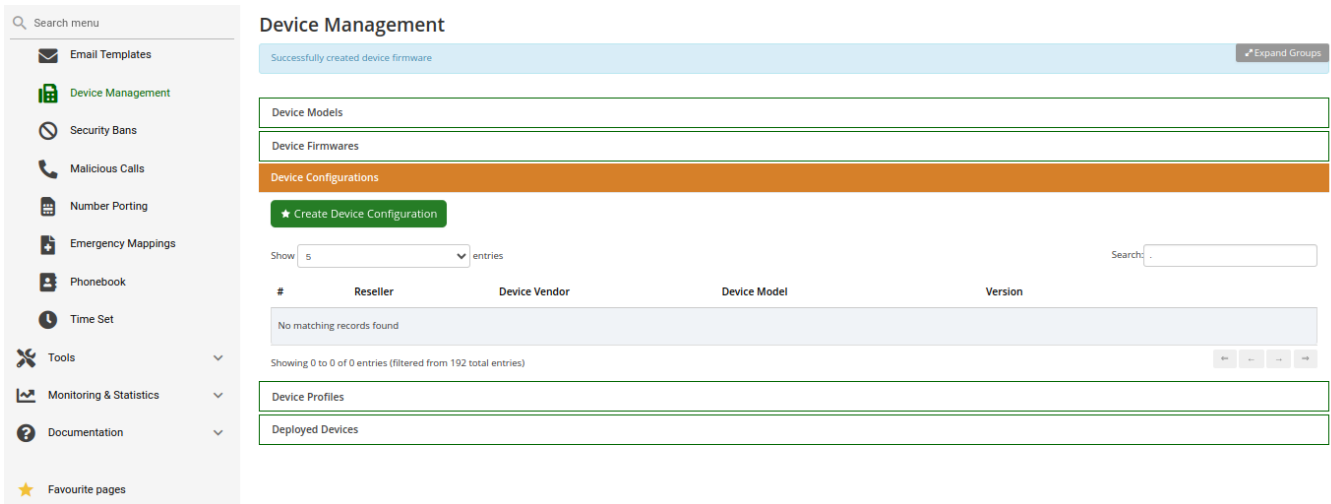 Search menu
Email Templates
Device Management
Security Bans
Malicious Calls
Number Porting
Emergency Mappings
Phonebook
Time Set
Tools
Monitoring & Statistics
Documentation
Favourite pages
Device Management
Successfully created device firmware
Expand Groups
Device Models
Device Firmwares
Device Configurations
Create Device Configuration
Show 5 entries
Search: .
# Reseller Device Vendor Device Model Version
No matching records found
Showing 0 to 0 of 0 entries (filtered from 192 total entries)
⇐ ← → ⇒
Device Profiles
Deployed Devices